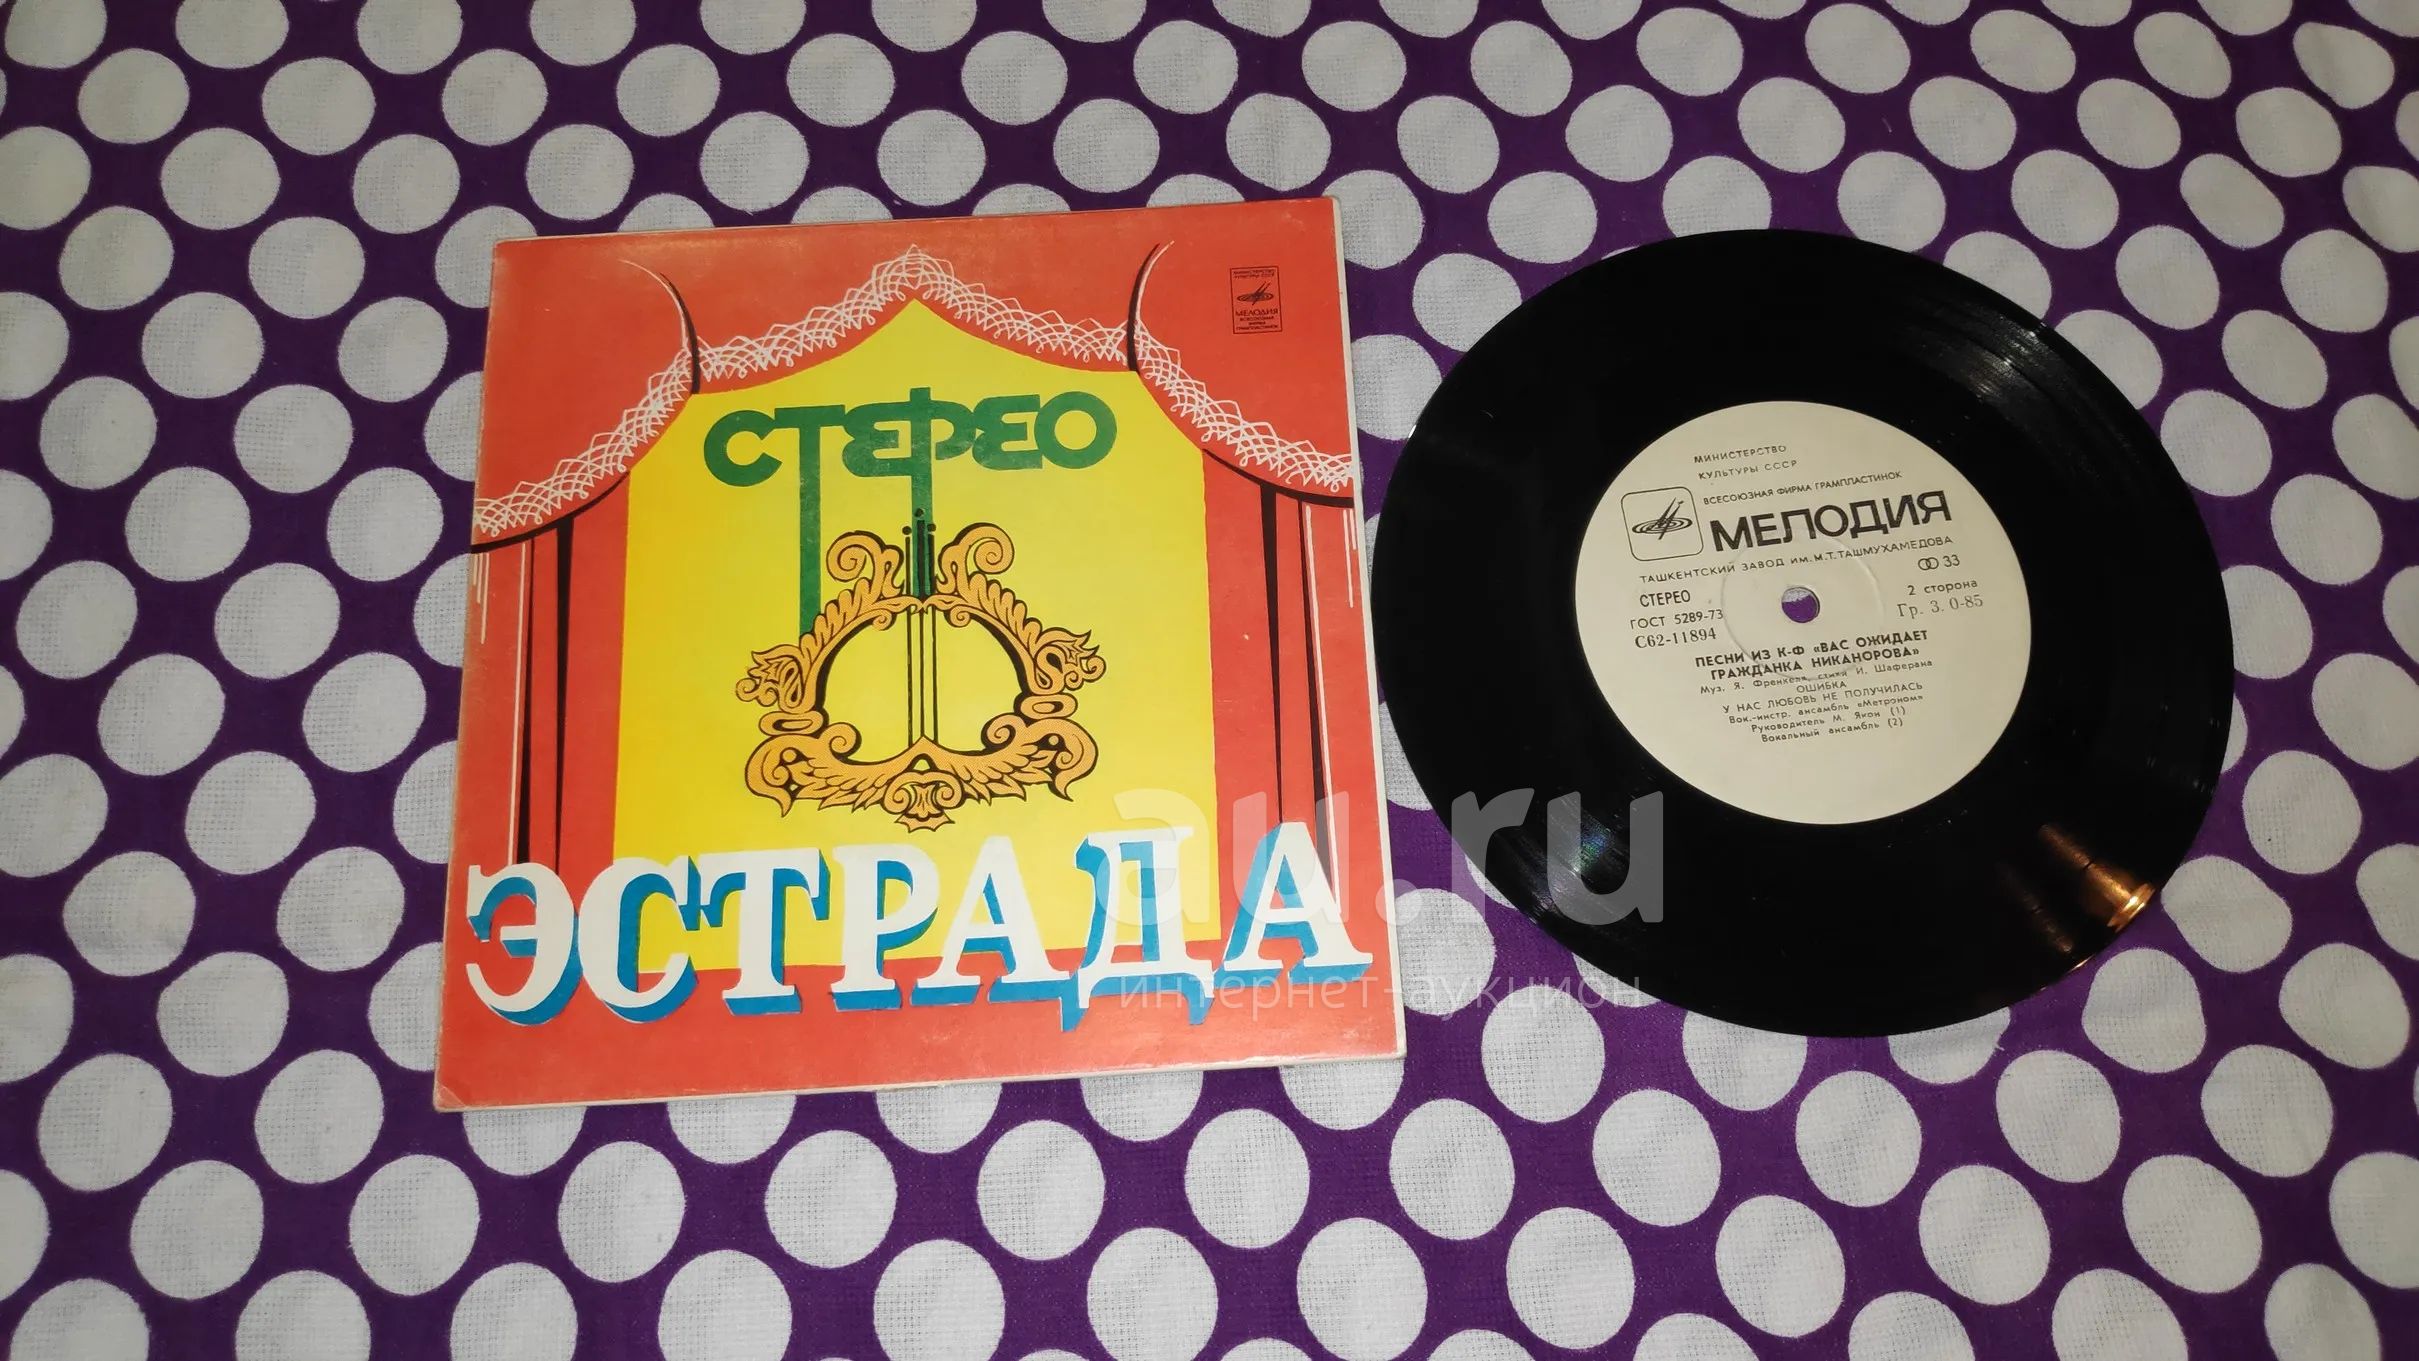 МИНИСТЕРСТВО
КУЛЬТУРЫ СССР
МЕЛОДИЯ
ВСЕСОЮЗНАЯ
ФИРМА
ГРАМПЛАСТИНОК
СТЕРЕО
ЭСТРАДА
МИНИСТЕРСТВО
КУЛЬТУРЫ СССР
ВСЕСОЮЗНАЯ ФИРМА ГРАМПЛАСТИНОК
МЕЛОДИЯ
ТАШКЕНТСКИЙ ЗАВОД ИМ. М.Т. ТАШМУХАМЕДОВА
СТЕРЕО
33
ГОСТ 5289-73
2 сторона
С62-11894
Гр. 3. 0-85
ПЕСНИ ИЗ К-Ф «ВАС ОЖИДАЕТ
ГРАЖДАНКА НИКАНОРОВА»
Муз. Я. Френкеля, стихи И. Шаферана
ОШИБКА
У НАС ЛЮБОВЬ НЕ ПОЛУЧИЛАСЬ
Вок.-инстр. ансамбль «Метроном»
Руководитель М. Якон (1)
Вокальный ансамбль (2)
au.ru
интернет-аукцион